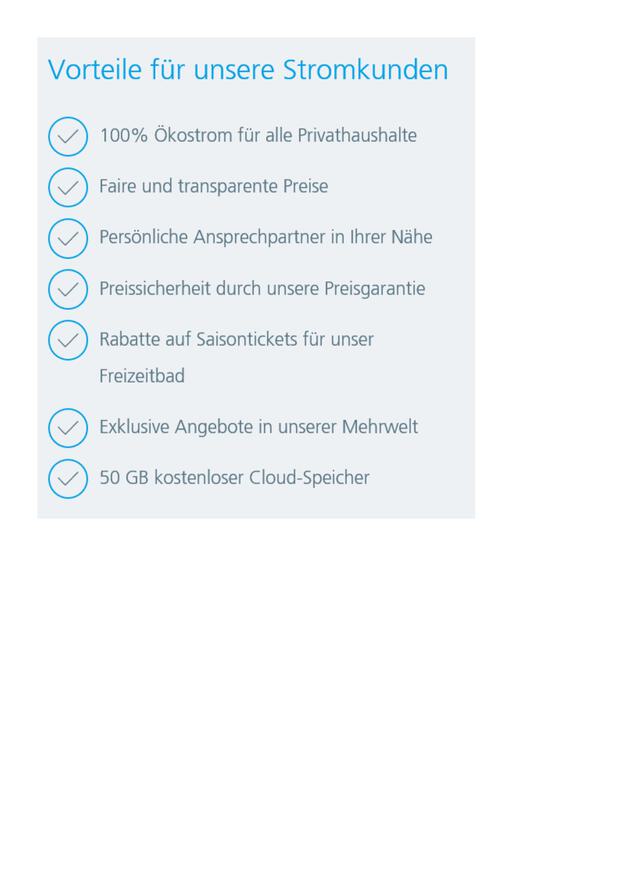 Vorteile für unsere Stromkunden
100% Ökostrom für alle Privathaushalte
Faire und transparente Preise
Persönliche Ansprechpartner in Ihrer Nähe
Preissicherheit durch unsere Preisgarantie
Rabatte auf Saisontickets für unser
Freizeitbad
Exklusive Angebote in unserer Mehrwelt
50 GB kostenloser Cloud-Speicher